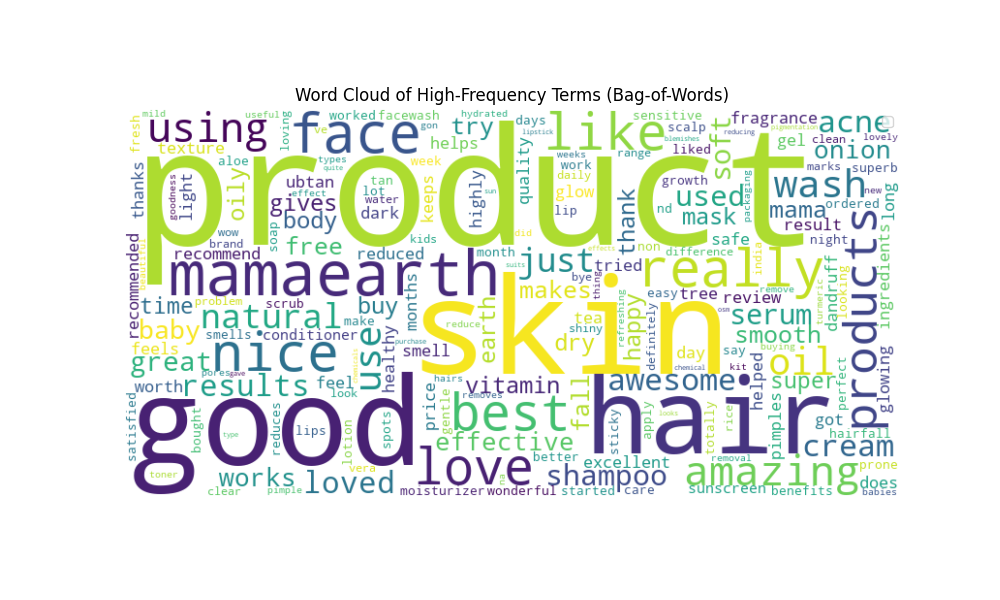 Word Cloud of High-Frequency Terms (Bag-of-Words)
mild
useful
hydrated
fresh
using
loving
face
worked
facewash
ve
gon
try
days
lipstick
like
sensitive
scalp
soft
reducing
fragrance
pigmentation
acne
lovely
texture
helps
blemishes
clean
gel
onion
thanks
aloe
types
quite
week
quality
weeks
work
range
liked
marks
superb
product
goodness
light
oily
ubtan
effect
tan
lot
water
dark
keeps
highly
sun
daily
glow
lip
growth
nd
used
mask
packaging
wash
mama
ordered
new
long
gives
body
thank
result
wow
brand
soap
free
kids
did
effects
non
difference
safe
night
products
ingredients
recommended
beautiful
recommend
reduced
month
suits
just
bye
thing
tried
really
india
remove
dandruff
looking
mamaearth
months
skin
makes
easy
tree
review
turmeric
time
problem
scrub
natural
buy
make
earth
reduce
tea
shiny
refreshing
happy
definitely
serum
osm
baby
smells
conditioner
purchase
healthy
smell
dry
day
say
buying
smooth
feels
great
nice
use
chemicals
chemical
kit
oil
perfect
glowing
pores
gave
worth
results
feel
look
hairs
vitamin
removes
awesome
helped
super
satisfied
bought
good
reduces
lips
spots
price
gentle
best
fall
hair
sticky
apply
looks
totally
rice
pimples
got
hairfall
type
lotion
effective
better
excellent
removal
cream
toner
vera
love
na
works
loved
shampoo
amazing
prone
clear
pimple
moisturizer
wonderful
started
care
sunscreen
benefits
does
babies